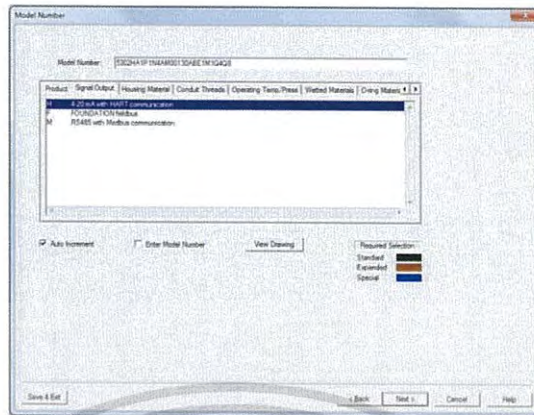 Model Number
Model Number: 5302HA1F1N4AM00130ABE1M1Q4Q8
Product Signal Output Housing Material Conduit Threads Operating Temp./Press Wetted Materials O-ring Materi
H 4-20 mA with HART communication
F FOUNDATION fieldbus
M RS485 with Modbus communication
Auto Increment Enter Model Number View Drawing Required Selection
Standard
Expanded
Special
Save & Exit < Back Next > Cancel Help